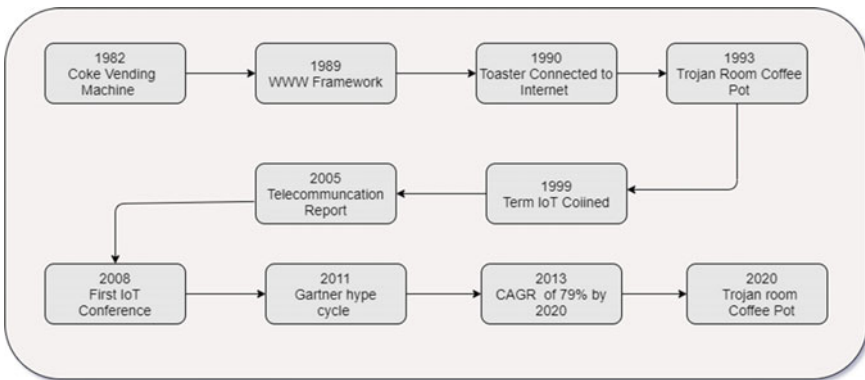 1982
Coke Vending
Machine
1989
WWW Framework
1990
Toaster Connected to
Internet
1993
Trojan Room Coffee
Pot
1999
Term IoT Coiined
2005
Telecommuncation
Report
2008
First IoT
Conference
2011
Gartner hype
cycle
2013
CAGR of 79% by
2020
2020
Trojan room
Coffee Pot